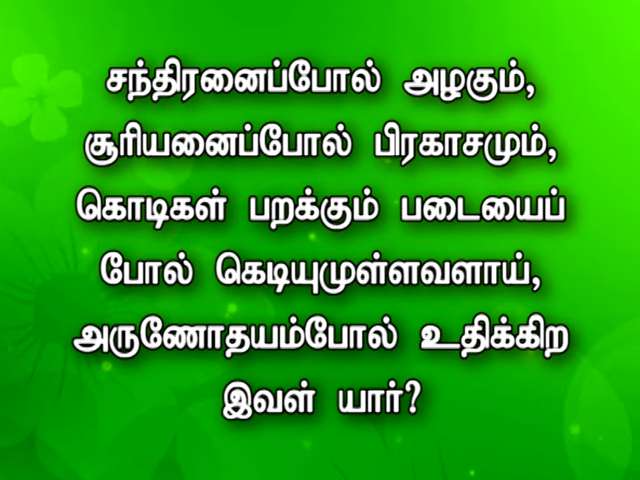 சந்திரனைப்போல் அழகும்,
சூரியனைப்போல் பிரகாசமும்,
கொடிகள் பறக்கும் படையைப்
போல் கெடியுமுள்ளவளாய்,
அருணோதயம்போல் உதிக்கிற
இவள் யார்?